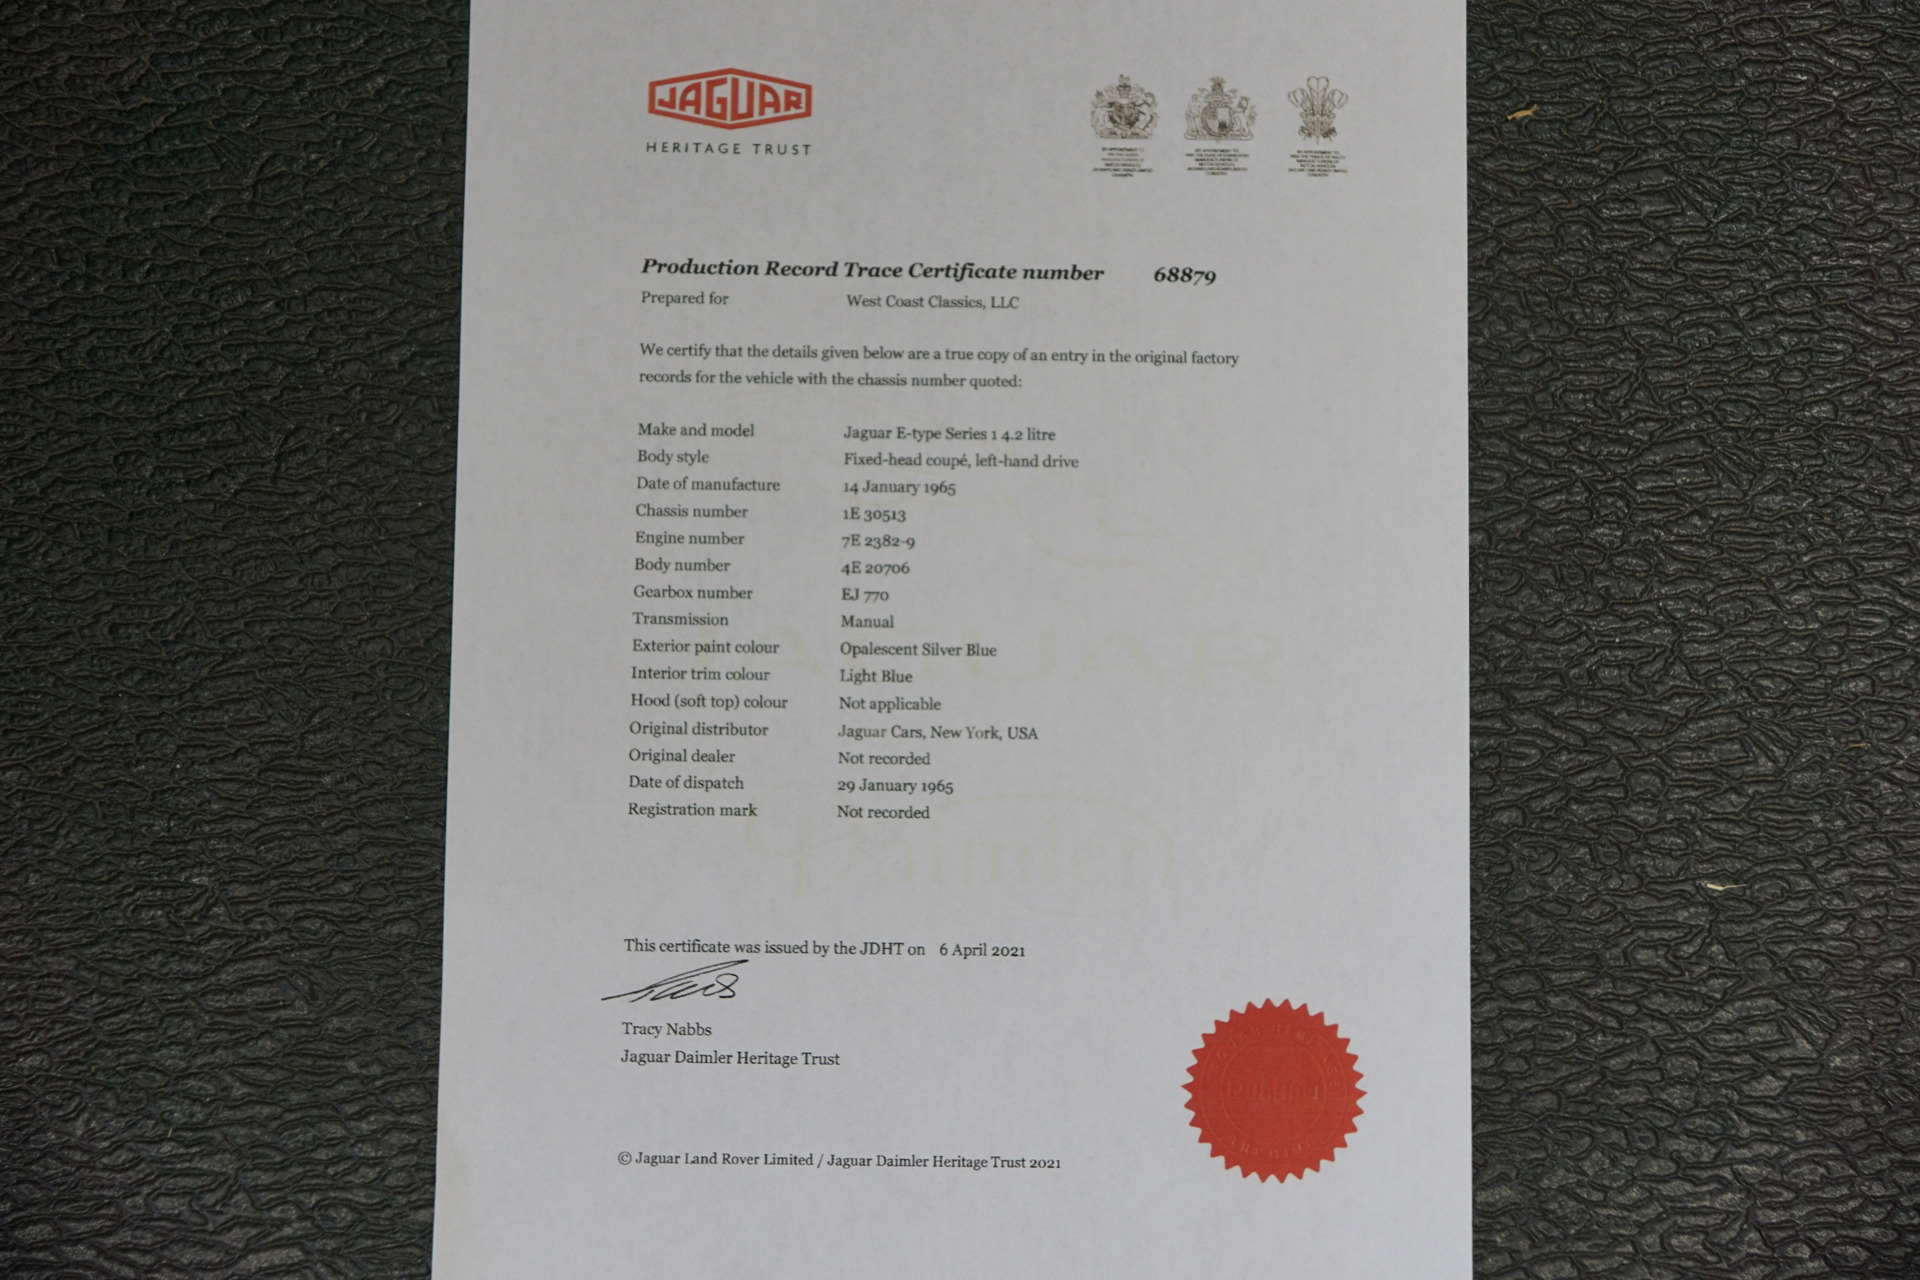 JAGUAR
HERITAGE TRUST
Production Record Trace Certificate number 68879
Prepared for West Coast Classics, LLC
We certify that the details given below are a true copy of an entry in the original factory
records for the vehicle with the chassis number quoted:
Make and model Jaguar E-type Series 1 4.2 litre
Body style Fixed-head coupé, left-hand drive
Date of manufacture 14 January 1965
Chassis number 1E 30513
Engine number 7E 2382-9
Body number 4E 20706
Gearbox number EJ 770
Transmission Manual
Exterior paint colour Opalescent Silver Blue
Interior trim colour Light Blue
Hood (soft top) colour Not applicable
Original distributor Jaguar Cars, New York, USA
Original dealer Not recorded
Date of dispatch 29 January 1965
Registration mark Not recorded
JAGUAR
Daimler
This certificate was issued by the JDHT on 6 April 2021
Tracy Nabbs
Jaguar Daimler Heritage Trust
© Jaguar Land Rover Limited / Jaguar Daimler Heritage Trust 2021